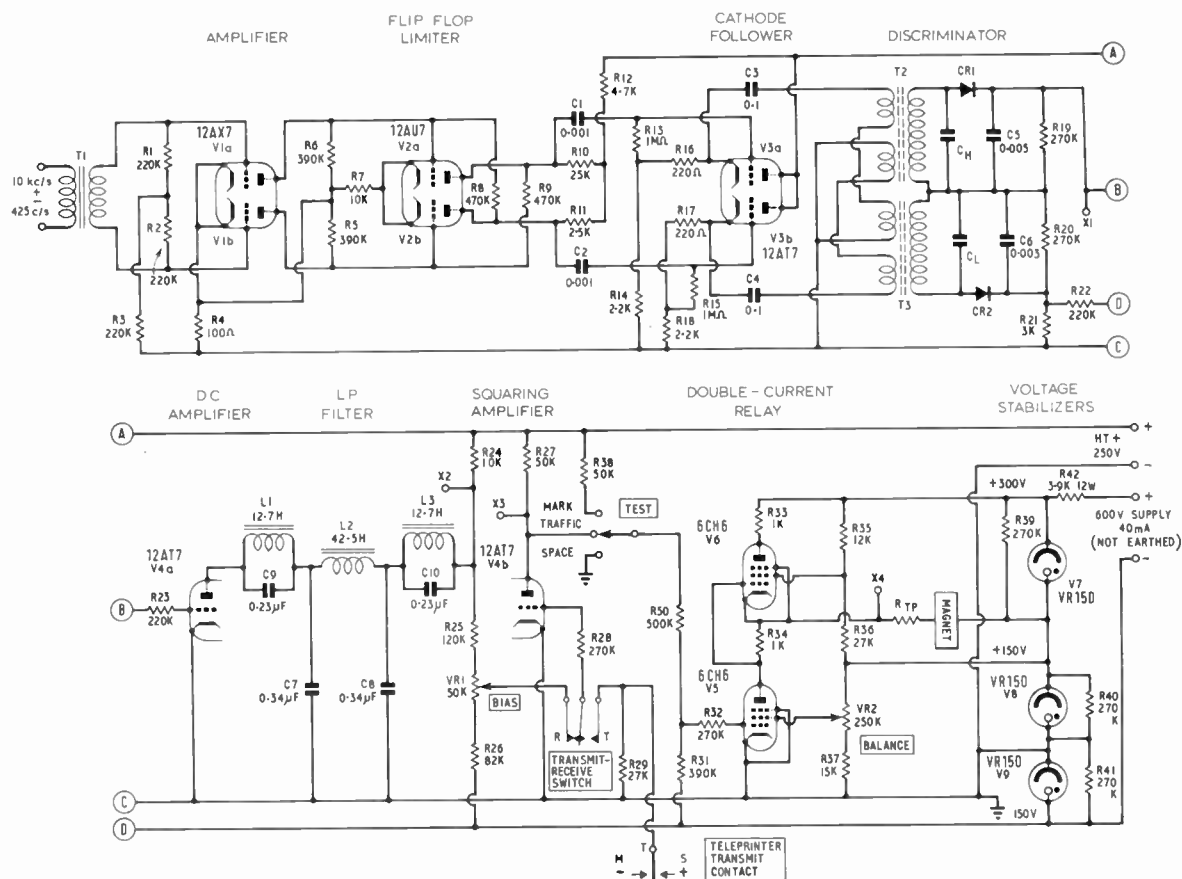 AMPLIFIER
FLIP FLOP
LIMITER
CATHODE
FOLLOWER
DISCRIMINATOR
A
T1
10 kc/s
+
-
425 c/s
R1
220K
R2
220K
R3
220K
12AX7
V1a
V1b
R4
100Ω
R6
390K
R5
390K
R7
10K
12AU7
V2a
V2b
R8
470K
R9
470K
C1
0·001
R10
25K
R11
2·5K
C2
0·001
R12
4·7K
R13
1MΩ
R14
2·2K
R15
1MΩ
R16
220Ω
R17
220Ω
R18
2·2K
C3
0·1
V3a
V3b
12AT7
C4
0·1
T2
T3
CR1
CH
C5
0·005
CL
C6
0·003
CR2
R19
270K
R20
270K
X1
B
R22
220K
D
R21
3K
C
DC
AMPLIFIER
LP
FILTER
SQUARING
AMPLIFIER
DOUBLE-CURRENT
RELAY
VOLTAGE
STABILIZERS
A
B
R23
220K
12AT7
V4a
L1
12·7H
C9
0·23μF
L2
42·5H
L3
12·7H
C10
0·23μF
C7
0·34μF
C8
0·34μF
X2
R24
10K
R25
120K
VR1
50K
BIAS
R26
82K
R27
50K
X3
12AT7
V4b
R38
50K
MARK
TRAFFIC
SPACE
TEST
R28
270K
R T
TRANSMIT-
RECEIVE
SWITCH
R29
27K
R30
500K
R31
390K
R32
270K
R33
1K
6CH6
V6
R34
1K
6CH6
V5
R35
12K
R36
27K
VR2
250K
BALANCE
R37
15K
X4
R TP
MAGNET
+300V
+150V
150V
R39
270K
R42
3·9K 12W
HT+
250V
+
-
+
600V SUPPLY
40mA
(NOT EARTHED)
-
V7
VR150
VR150
V8
VR150
V9
R40
270
K
R41
270
K
C
D
T
M
-
S
+
TELEPRINTER
TRANSMIT
CONTACT